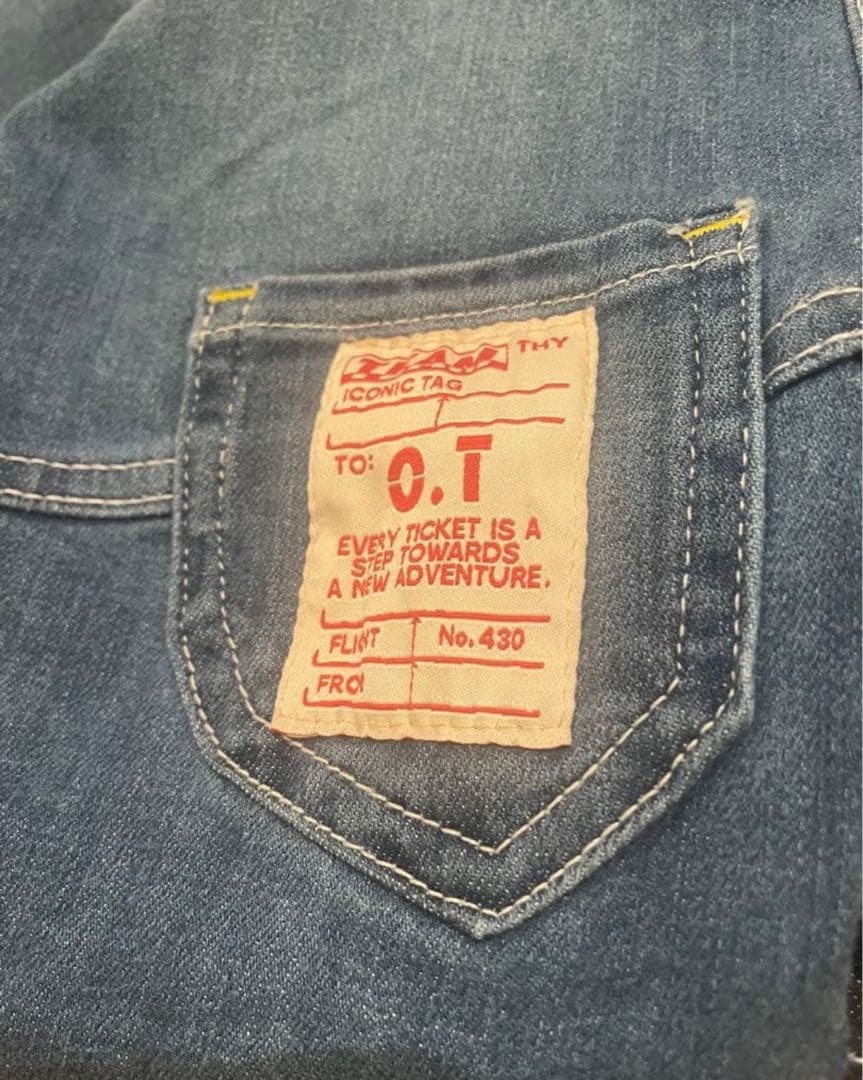 THY
ICONIC TAG
TO: O.T
EVERY TICKET IS A
STEP TOWARDS
A NEW ADVENTURE.
No. 430